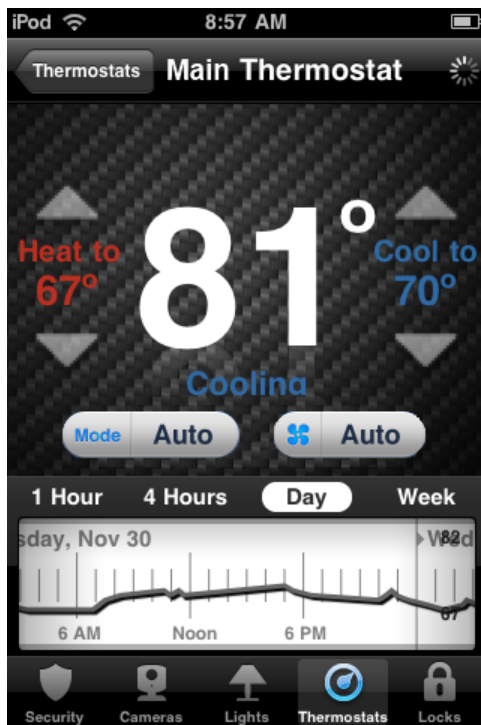 iPod 8:57 AM
Thermostats Main Thermostat
81°
Heat to
67°
Cool to
70°
Cooling
Mode Auto
Auto
1 Hour 4 Hours Day Week
sday, Nov 30 Wed
82
6 AM Noon 6 PM
67
Security Cameras Lights Thermostats Locks